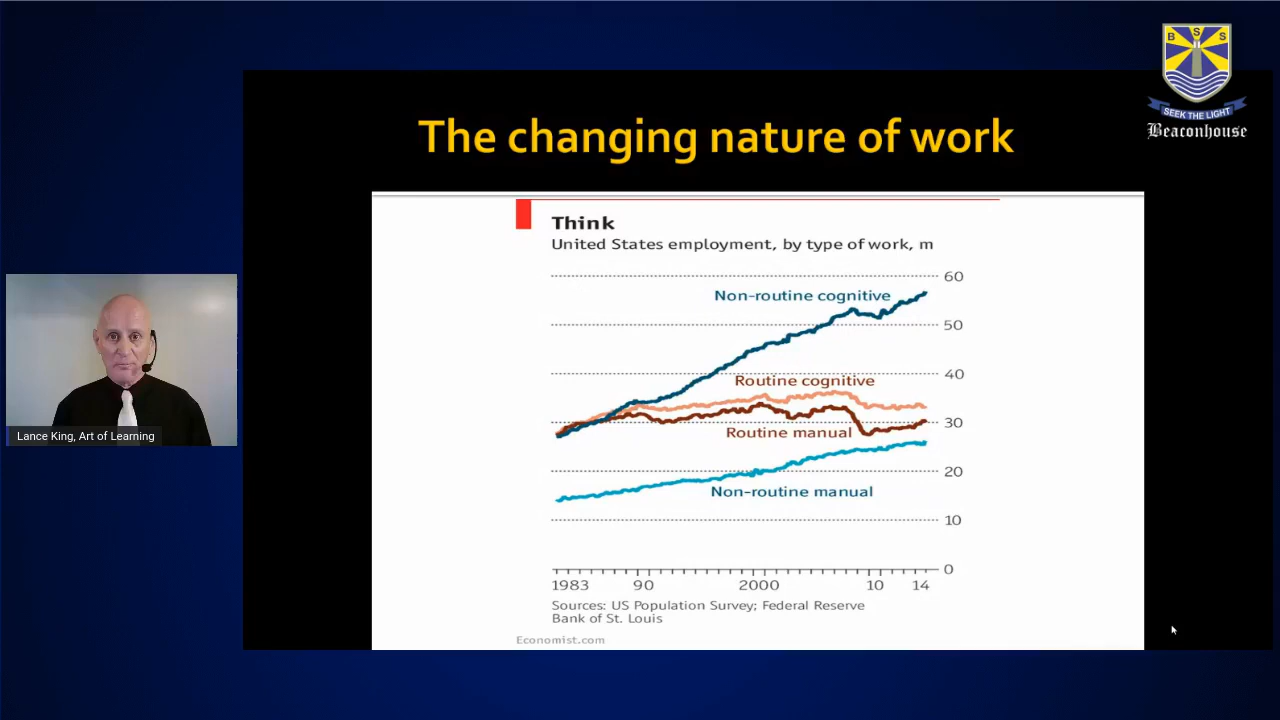 B S S
SEEK THE LIGHT
Beaconhouse
The changing nature of work
Think
United States employment, by type of work, m
60
Non-routine cognitive
50
40
Routine cognitive
30
Routine manual
20
Non-routine manual
10
0
1983 90 2000 10 14
Sources: US Population Survey; Federal Reserve
Bank of St. Louis
Economist.com
Lance King, Art of Learning